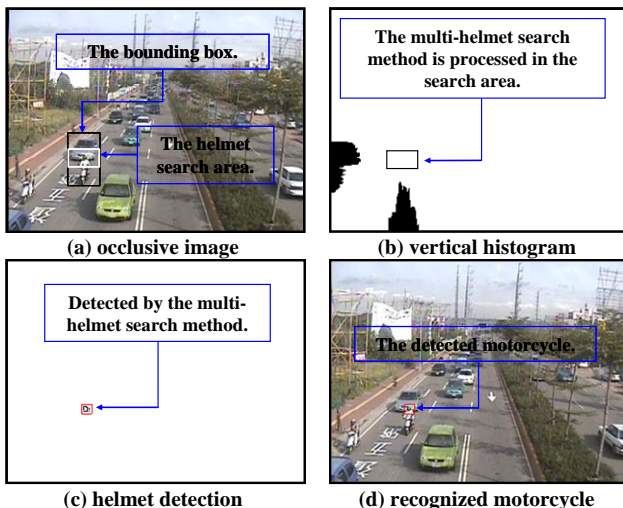 The bounding box.
The helmet
search area.
(a) occlusive image
The multi-helmet search
method is processed in the
search area.
(b) vertical histogram
Detected by the multi-
helmet search method.
(c) helmet detection
The detected motorcycle.
(d) recognized motorcycle